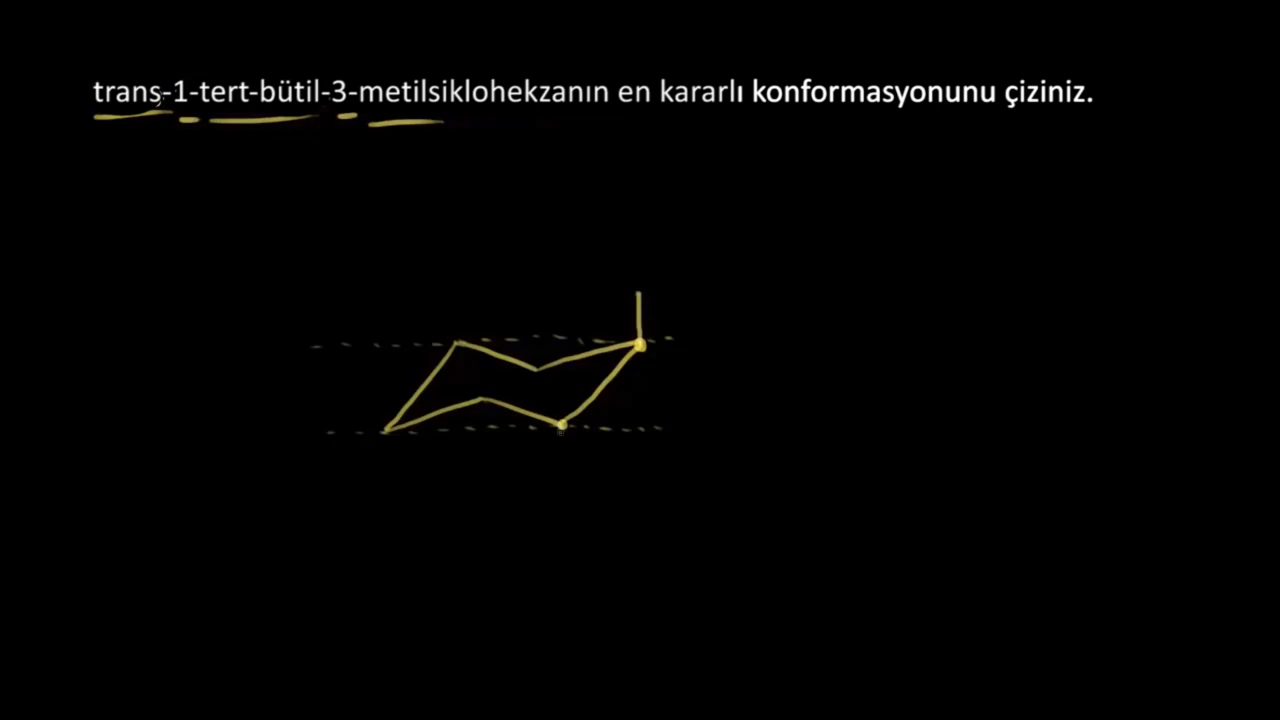 trans-1-tert-bütil-3-metilsiklohekzanın en kararlı konformasyonunu çiziniz.